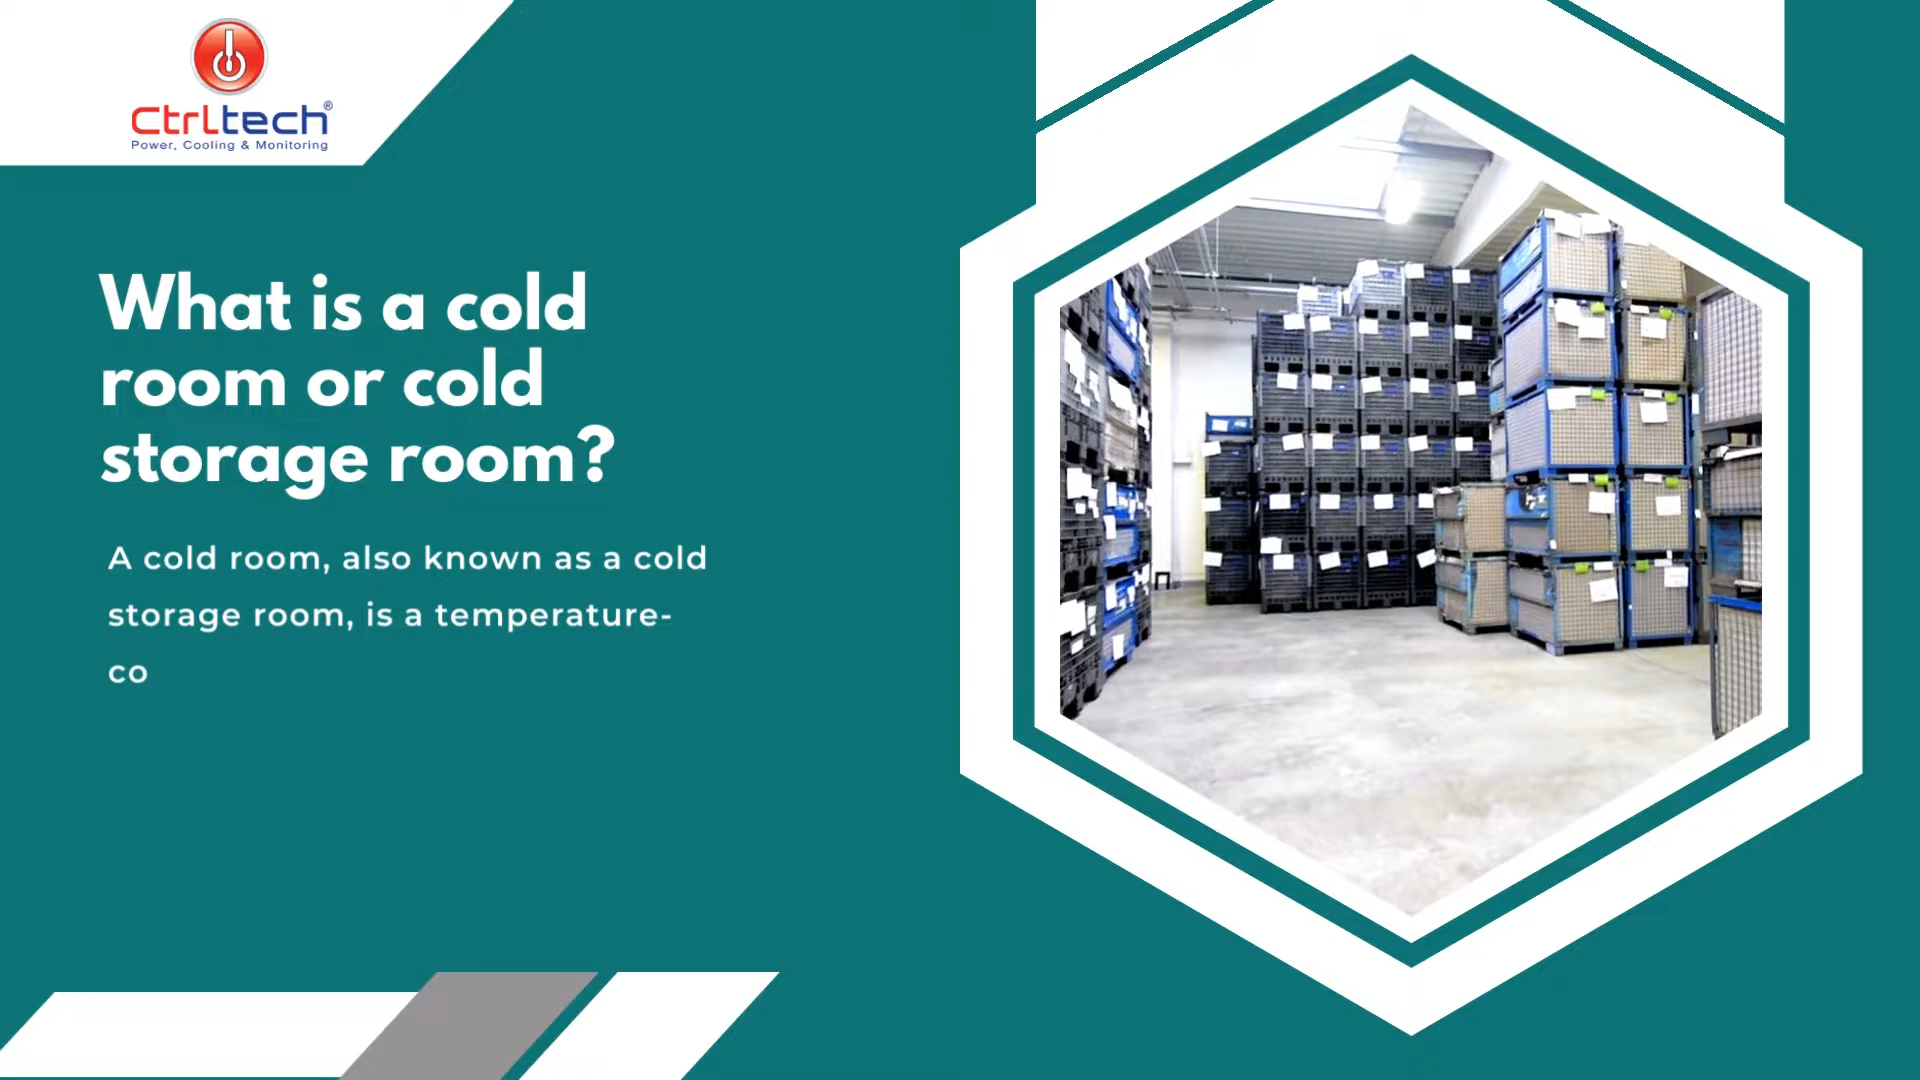 Ctrltech®
Power, Cooling & Monitoring
What is a cold
room or cold
storage room?
A cold room, also known as a cold
storage room, is a temperature-
co